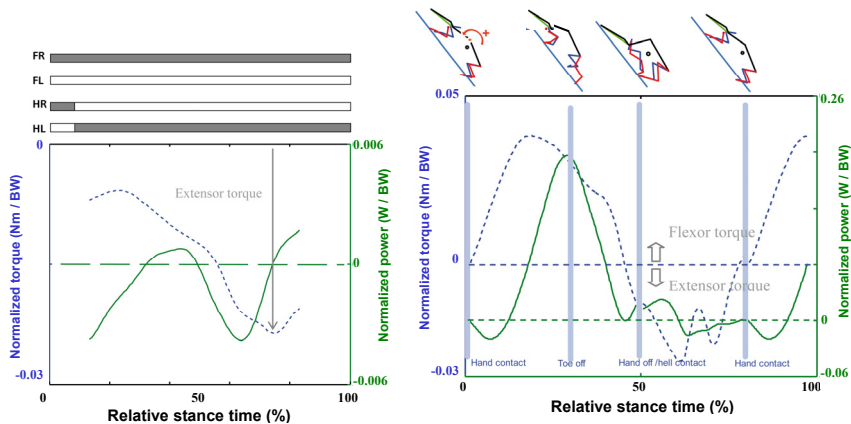 FR
FL
HR
HL
0
0.006
Extensor torque
0
Normalized torque (Nm / BW)
Normalized power (W / BW)
-0.03
-0.006
0
50
100
Relative stance time (%)
+
0.05
0.26
Flexor torque
0
Extensor torque
0
Normalized torque (Nm / BW)
Normalized power (W / BW)
Hand contact
Toe off
Hand off /hell contact
Hand contact
-0.03
-0.06
0
50
100
Relative stance time (%)